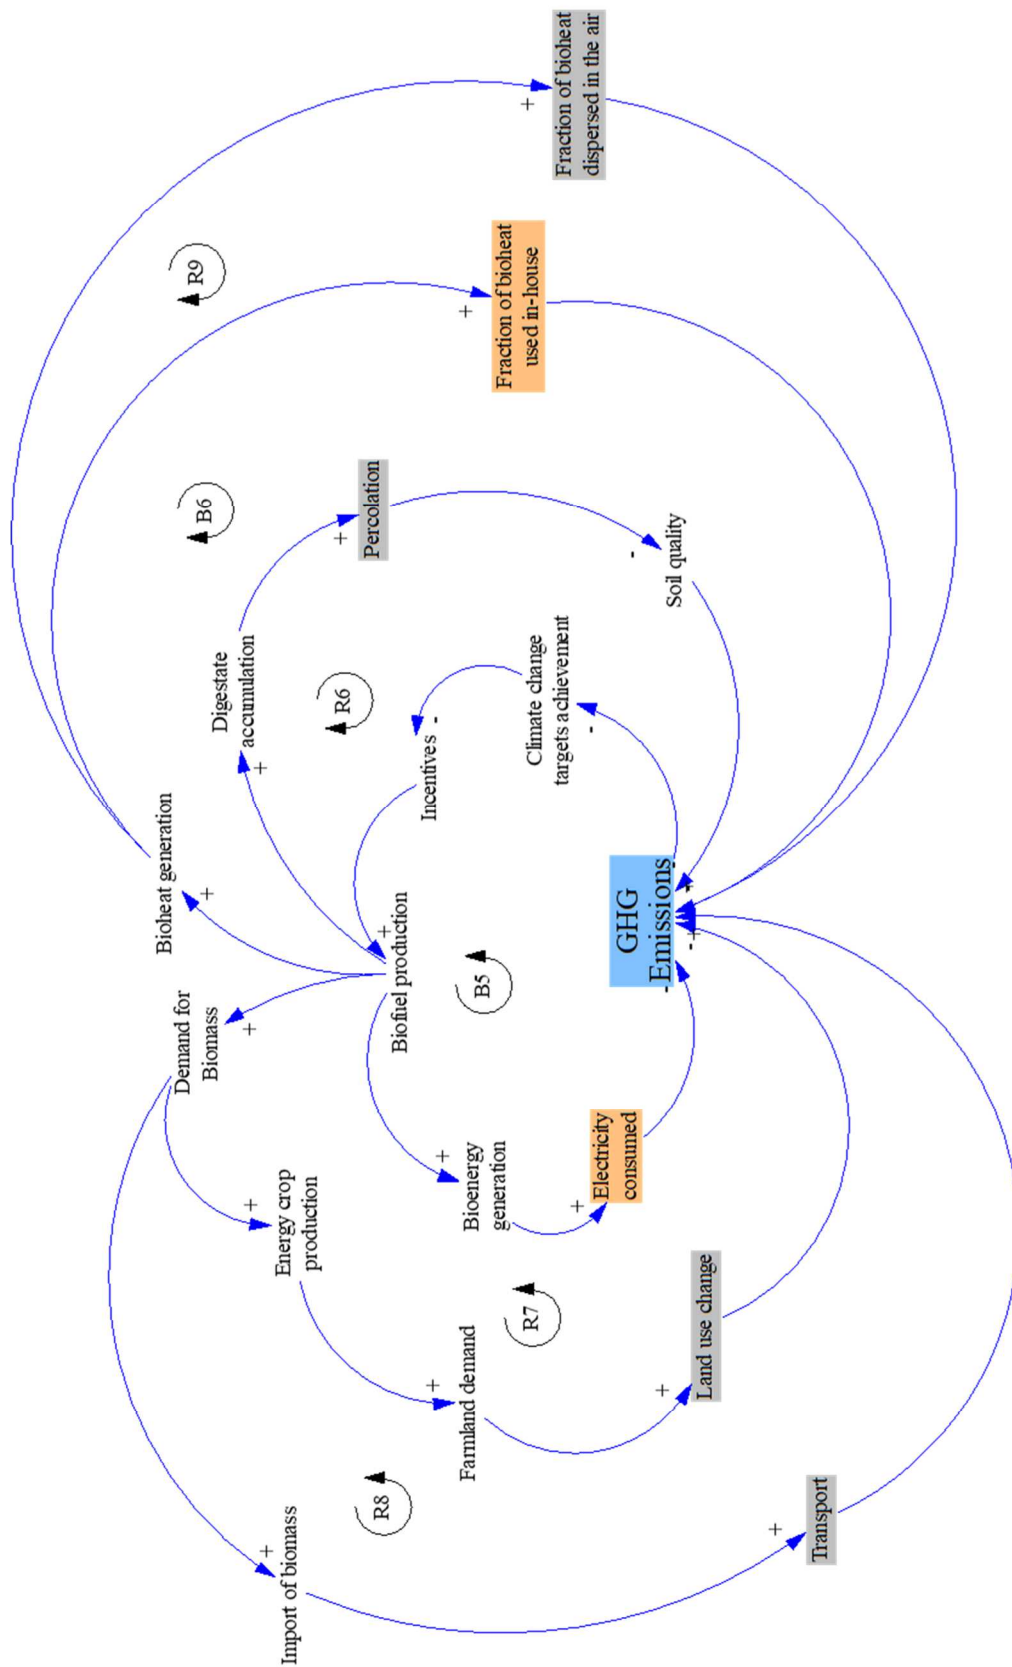 Import of biomass
Transport
R8
Farmland demand
Land use change
R7
Energy crop
production
Bioenergy
generation
Electricity
consumed
Demand for
Biomass
Biofuel production
B5
GHG
Emissions
Bioheat generation
Incentives
Climate change
targets achievement
Digestate
accumulation
R6
Soil quality
B6
Percolation
R9
Fraction of bioheat
used in-house
Fraction of bioheat
dispersed in the air